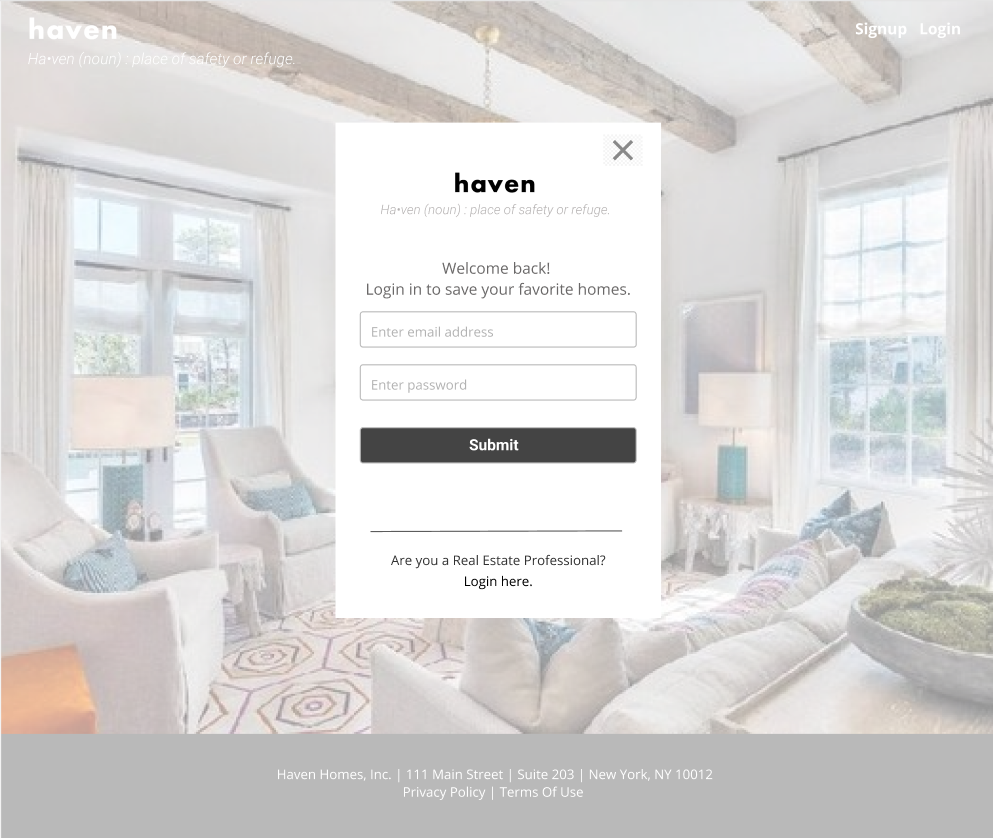 haven
Signup Login
Ha•ven (noun) : place of safety or refuge.
haven
Ha•ven (noun) : place of safety or refuge.
Welcome back!
Login in to save your favorite homes.
Enter email address
Enter password
Submit
Are you a Real Estate Professional?
Login here.
Haven Homes, Inc. | 111 Main Street | Suite 203 | New York, NY 10012
Privacy Policy | Terms Of Use